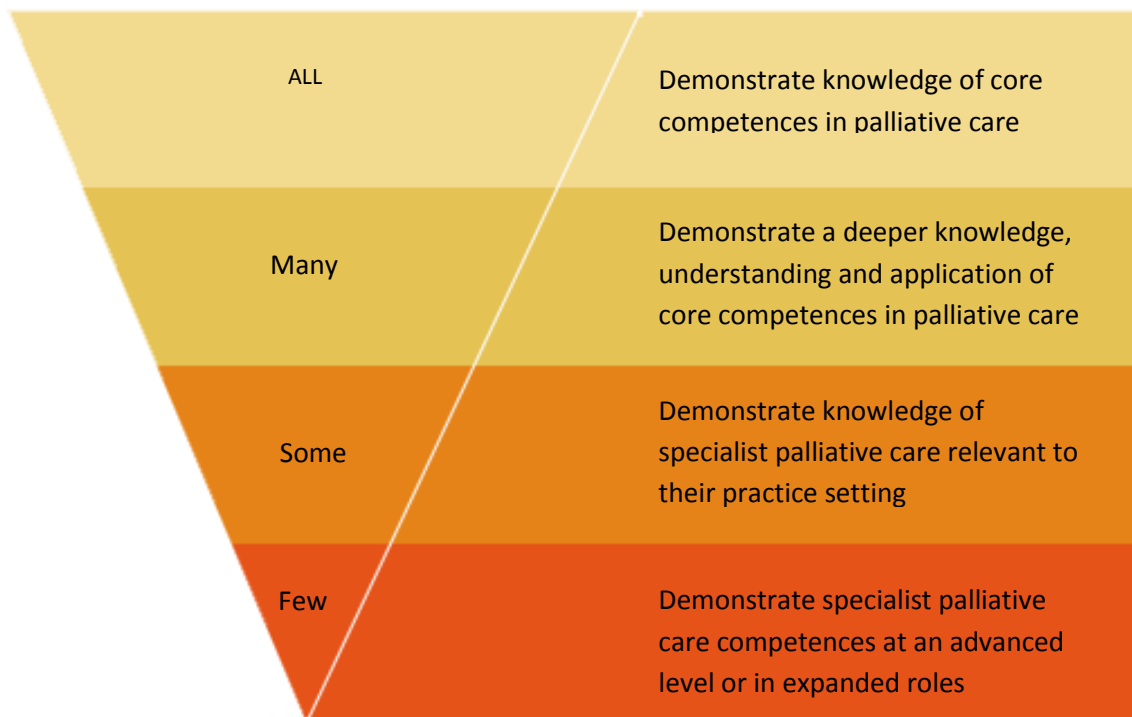 ALL
Demonstrate knowledge of core
competences in palliative care
Many
Demonstrate a deeper knowledge,
understanding and application of
core competences in palliative care
Some
Demonstrate knowledge of
specialist palliative care relevant to
their practice setting
Few
Demonstrate specialist palliative
care competences at an advanced
level or in expanded roles